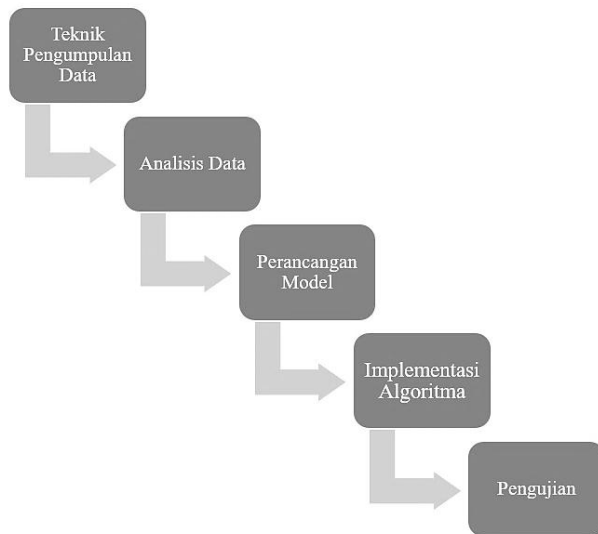 Teknik
Pengumpulan
Data
Analisis Data
Perancangan
Model
Implementasi
Algoritma
Pengujian